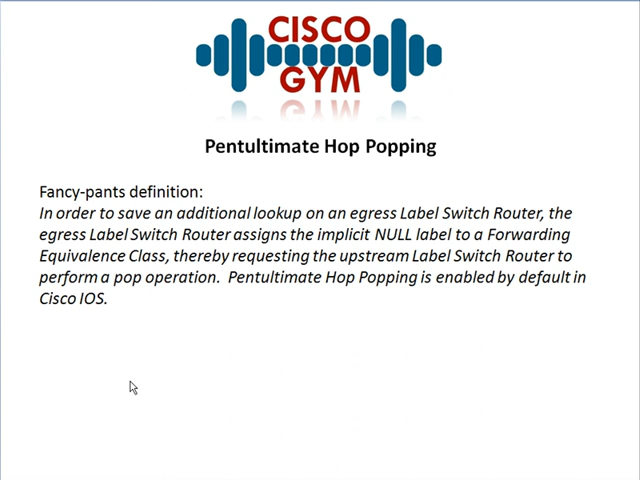 CISCO
GYM
Pentultimate Hop Popping
Fancy-pants definition:
In order to save an additional lookup on an egress Label Switch Router, the
egress Label Switch Router assigns the implicit NULL label to a Forwarding
Equivalence Class, thereby requesting the upstream Label Switch Router to
perform a pop operation.  Pentultimate Hop Popping is enabled by default in
Cisco IOS.